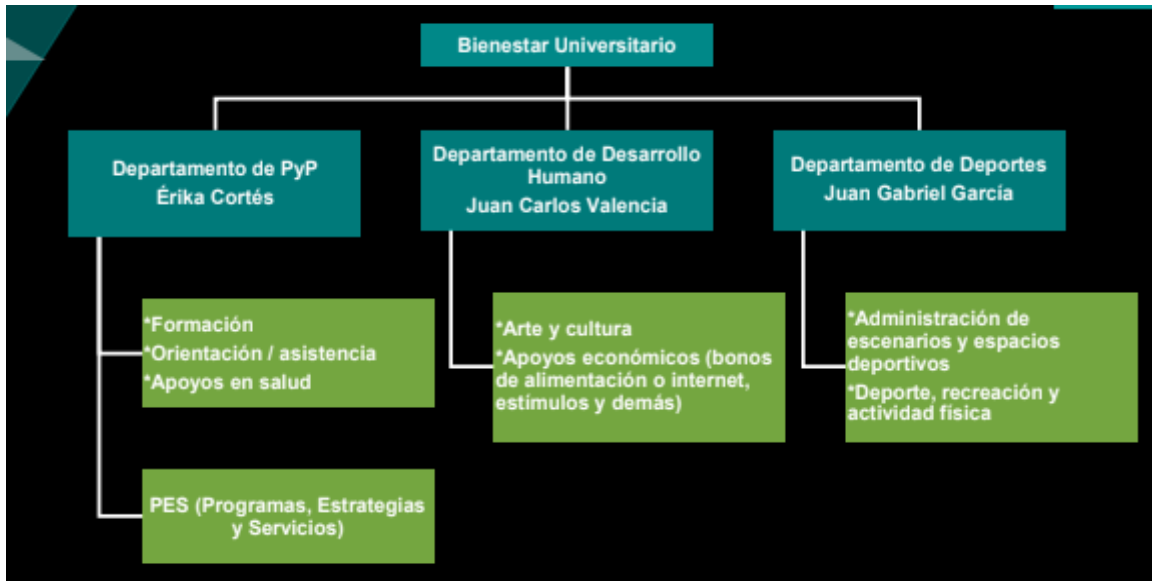 Bienestar Universitario
Departamento de PyP
Érika Cortés
Departamento de Desarrollo
Humano
Juan Carlos Valencia
Departamento de Deportes
Juan Gabriel García
*Formación
*Orientación / asistencia
*Apoyos en salud
*Arte y cultura
*Apoyos económicos (bonos
de alimentación o internet,
estímulos y demás)
*Administración de
escenarios y espacios
deportivos
*Deporte, recreación y
actividad física
PES (Programas, Estrategias
y Servicios)